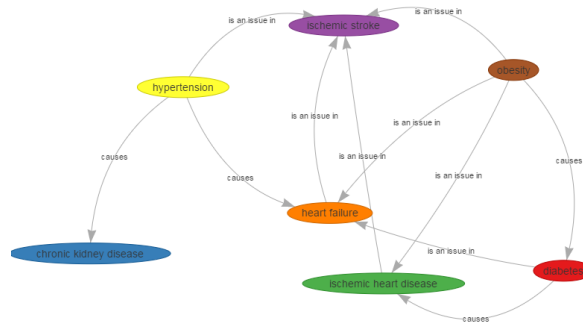 is an issue in
is an issue in
ischemic stroke
obesity
hypertension
is an issue in
is an issue in
is an issue in
causes
is an issue in
causes
causes
heart failure
chronic kidney disease
is an issue in
diabetes
ischemic heart disease
causes